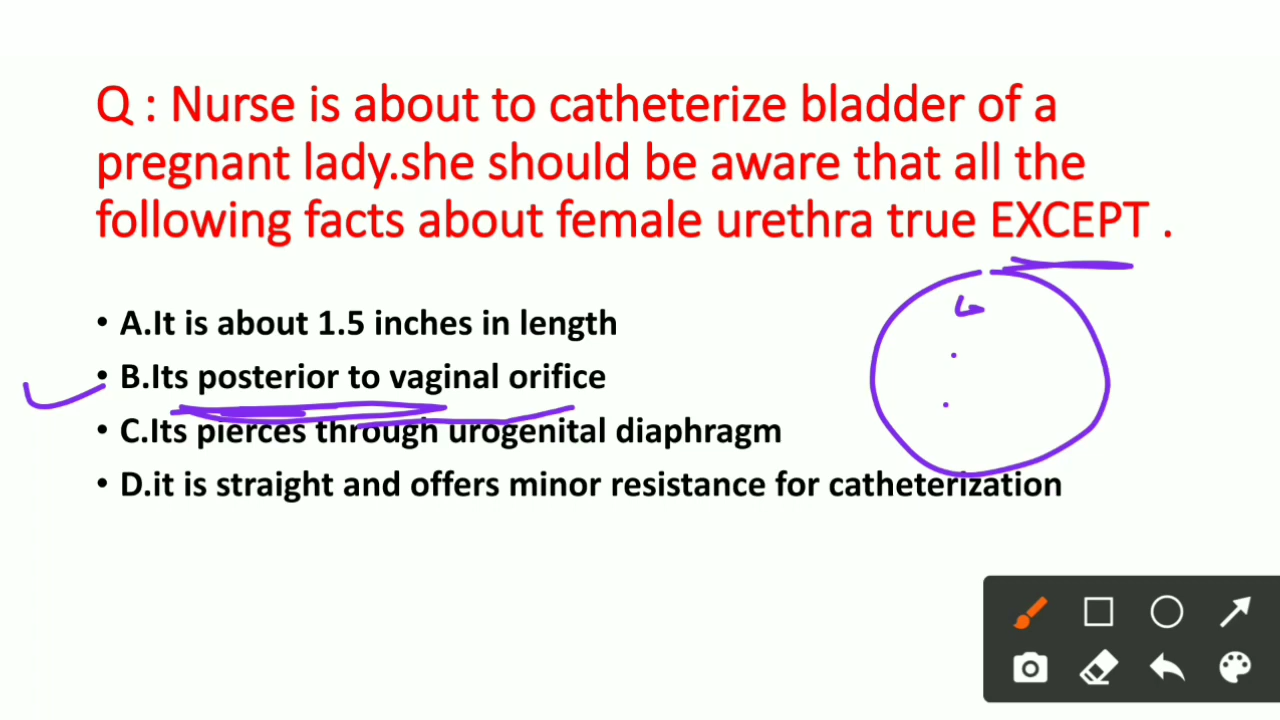 Q : Nurse is about to catheterize bladder of a
pregnant lady.she should be aware that all the
following facts about female urethra true EXCEPT .
• A.It is about 1.5 inches in length
• B.Its posterior to vaginal orifice
• C.Its pierces through urogenital diaphragm
• D.it is straight and offers minor resistance for catheterization